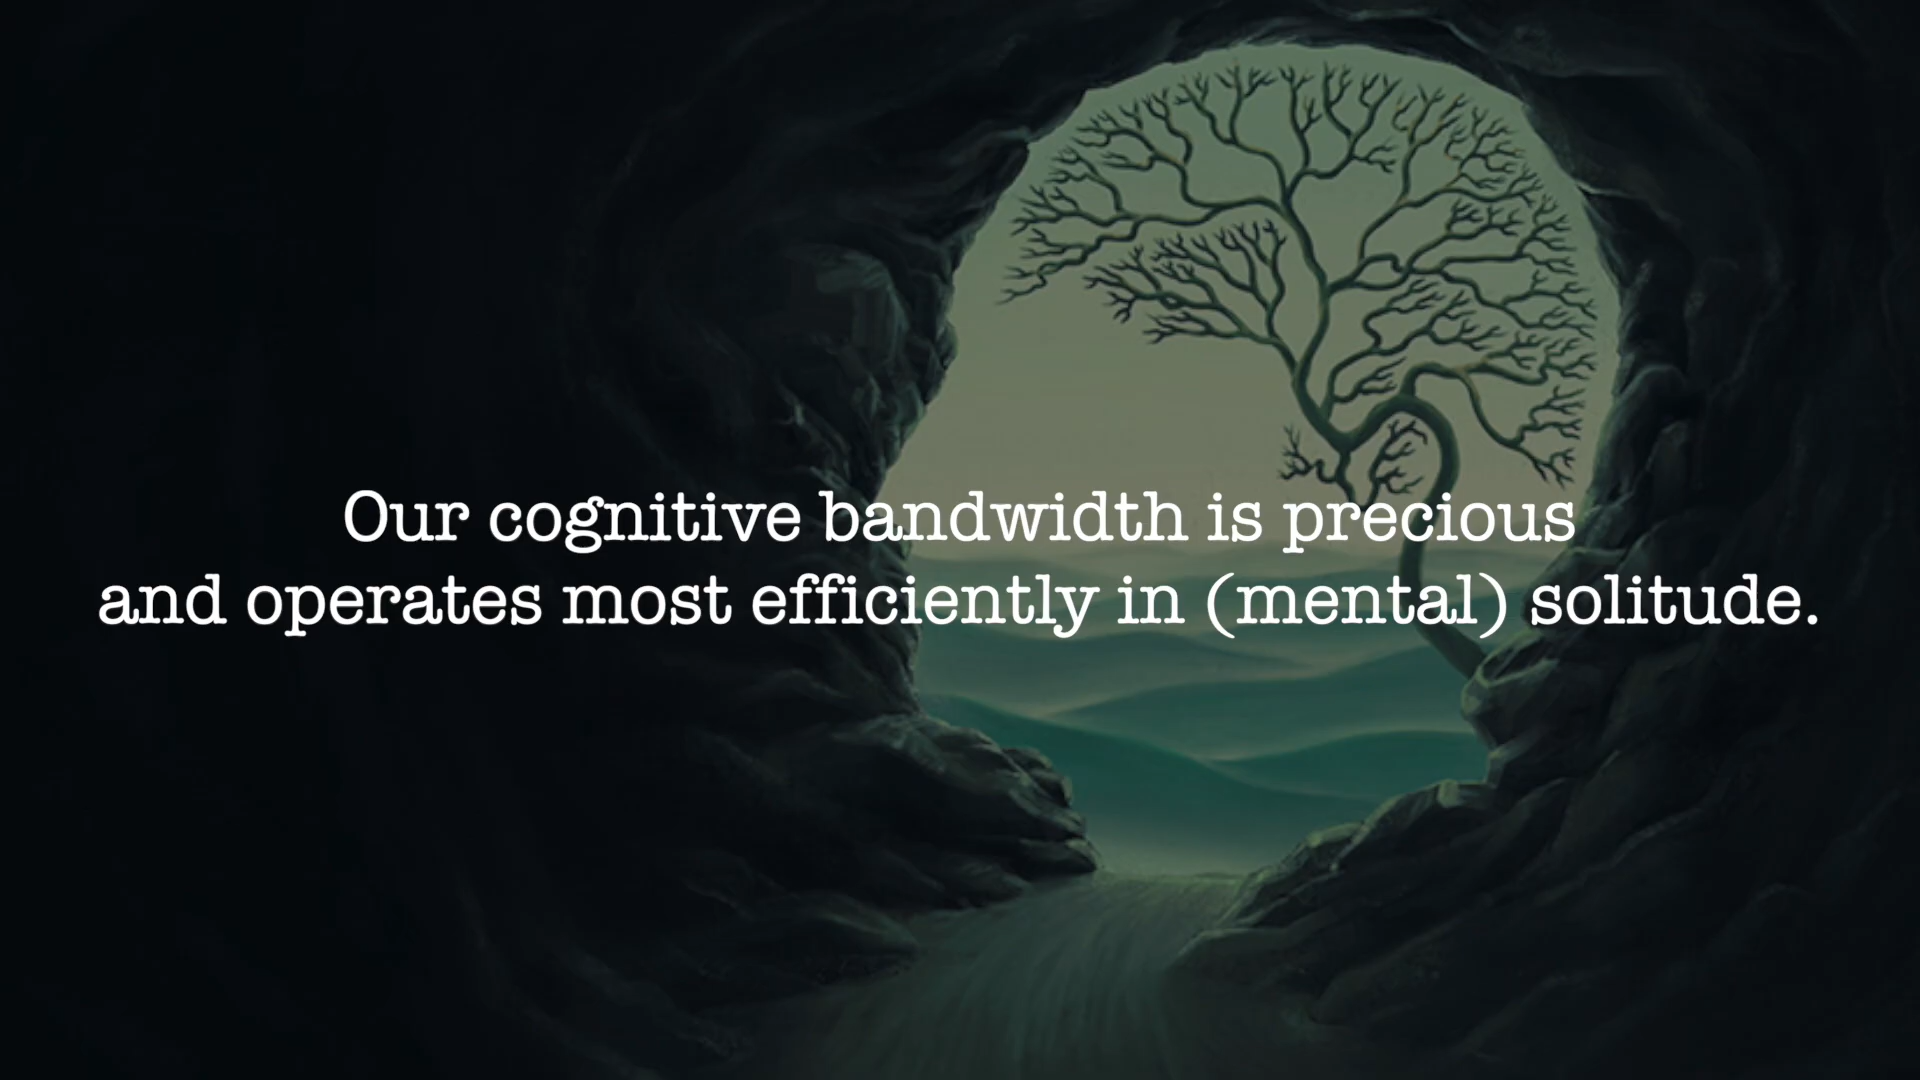 Our cognitive bandwidth is precious
and operates most efficiently in (mental) solitude.